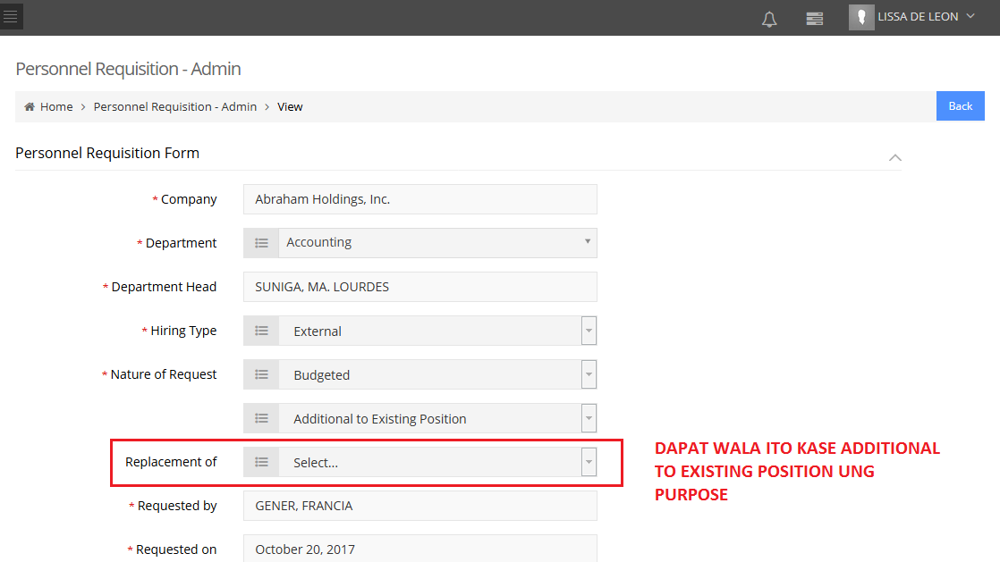 LISSA DE LEON
Personnel Requisition - Admin
Home > Personnel Requisition - Admin > View
Back
Personnel Requisition Form
* Company Abraham Holdings, Inc.
* Department Accounting
* Department Head SUNIGA, MA. LOURDES
* Hiring Type External
* Nature of Request Budgeted
Additional to Existing Position
Replacement of Select...
DAPAT WALA ITO KASE ADDITIONAL
TO EXISTING POSITION UNG
PURPOSE
* Requested by GENER, FRANCIA
* Requested on October 20, 2017